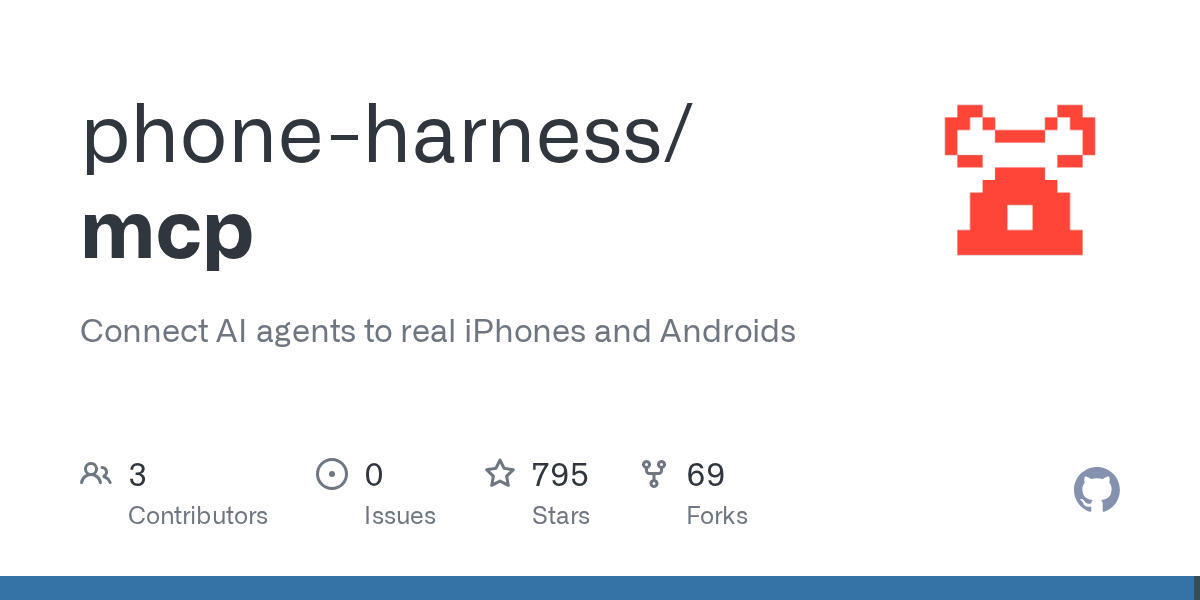 phone-harness/
mcp
Connect AI agents to real iPhones and Androids
3
Contributors
0
Issues
795
Stars
69
Forks